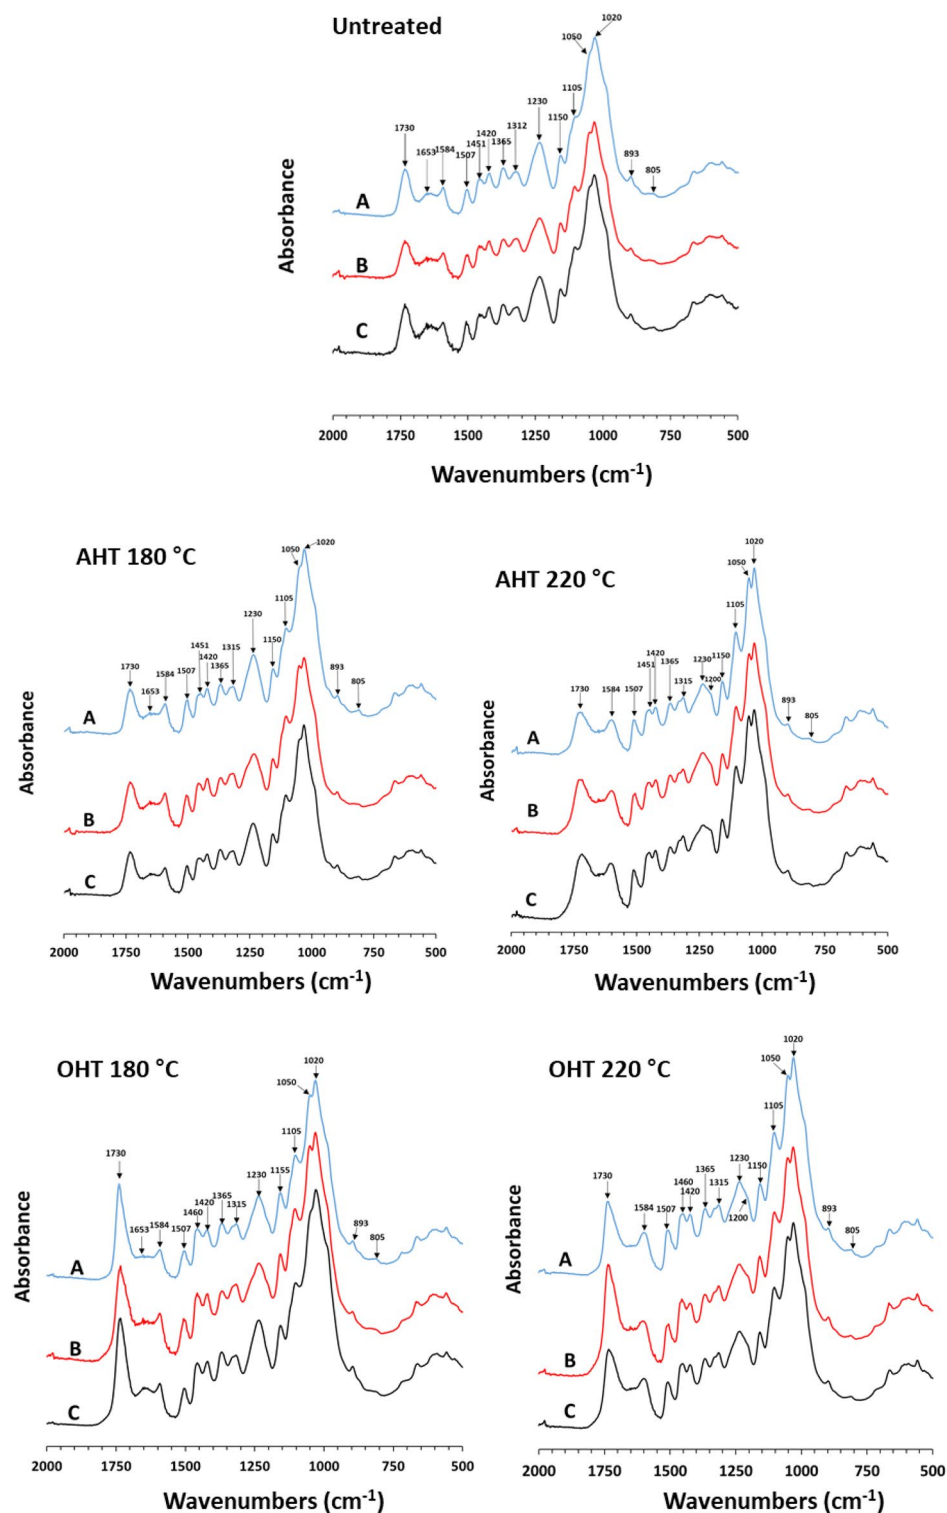 Untreated
1020
1050
1105
1230
1730
1150
1420
1312
1451
1365
1653
1584
1507
893
805
A
B
C
Absorbance
2000 1750 1500 1250 1000 750 500
Wavenumbers (cm-1)
AHT 180 °C
1050
1020
1105
1230
1150
1451
1315
1420
1730
1365
1584
1507
1653
893
805
A
B
C
Absorbance
2000 1750 1500 1250 1000 750 500
Wavenumbers (cm-1)
AHT 220 °C
1020
1050
1105
1420
1150
1230
1365
1451
1200
1315
1730
1584
1507
893
805
A
B
C
Absorbance
2000 1750 1500 1250 1000 750 500
Wavenumbers (cm-1)
OHT 180 °C
1020
1050
1105
1730
1230
1155
1365
1420
1460
1315
1653
1584
1507
893
805
A
B
C
Absorbance
2000 1500 1000 500
Wavenumbers (cm-1)
OHT 220 °C
1020
1050
1105
1230
1150
1365
1730
1460
1315
1420
1584
1507
1200
893
805
A
B
C
Absorbance
2000 1750 1500 1250 1000 750 500
Wavenumbers (cm-1)